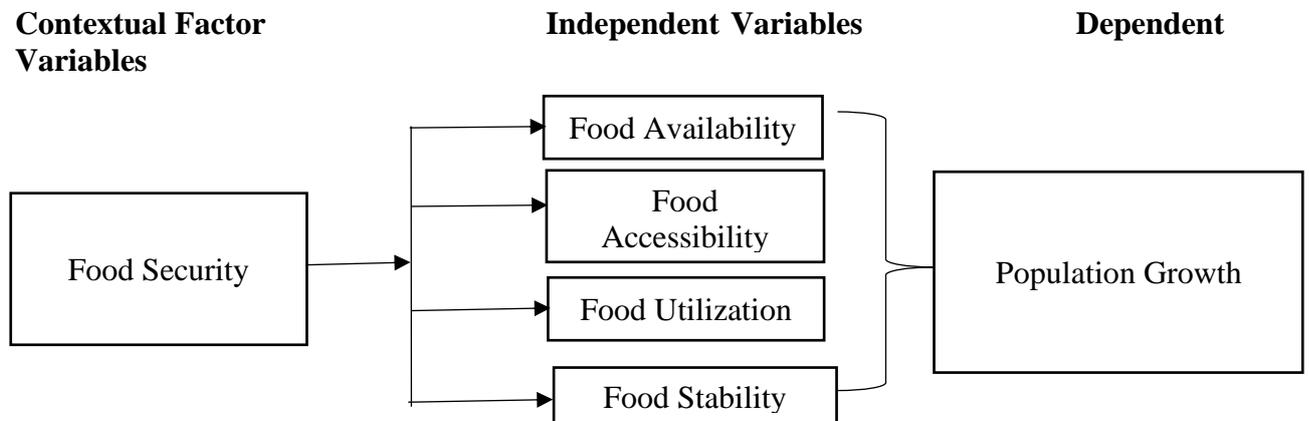 Contextual Factor Independent Variables Dependent
Variables
Food Availability
Food
Accessibility
Food Security
Population Growth
Food Utilization
Food Stability